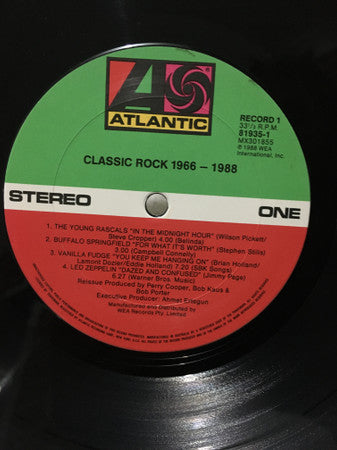 ATLANTIC
RECORD 1
33⅓ R.P.M.
81935-1
MX301855
℗ 1988 WEA
International, Inc.
CLASSIC ROCK 1966 – 1988
STEREO
ONE
1. THE YOUNG RASCALS "IN THE MIDNIGHT HOUR" (Wilson Pickett/
Steve Cropper) 4.00 (Belinda)
2. BUFFALO SPRINGFIELD "FOR WHAT IT'S WORTH" (Stephen Stills)
3.00 (Campbell Connelly)
3. VANILLA FUDGE "YOU KEEP ME HANGING ON" (Brian Holland/
Lamont Dozier/Eddie Holland) 7.20 (SBK Songs)
4. LED ZEPPELIN "DAZED AND CONFUSED" (Jimmy Page)
6.27 (Warner Bros. Music)
Reissue Produced by Perry Cooper, Bob Kaus &
Bob Porter
Executive Producer: Ahmet Ertegun
Manufactured and Distributed by
WEA Records Pty. Limited